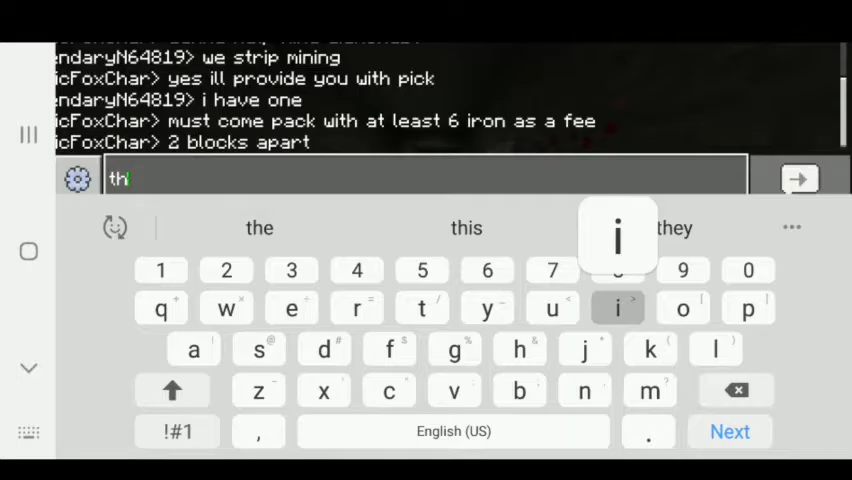 endaryN64819> we strip mining
icFoxChar> yes ill provide you with pick
endaryN64819> i have one
icFoxChar> must come pack with at least 6 iron as a fee
icFoxChar> 2 blocks apart
th
the this they
i
1 2 3 4 5 6 7 8 9 0
q w e r t y u i o p
a s d f g h j k l
z x c v b n m
!#1 , English (US) . Next